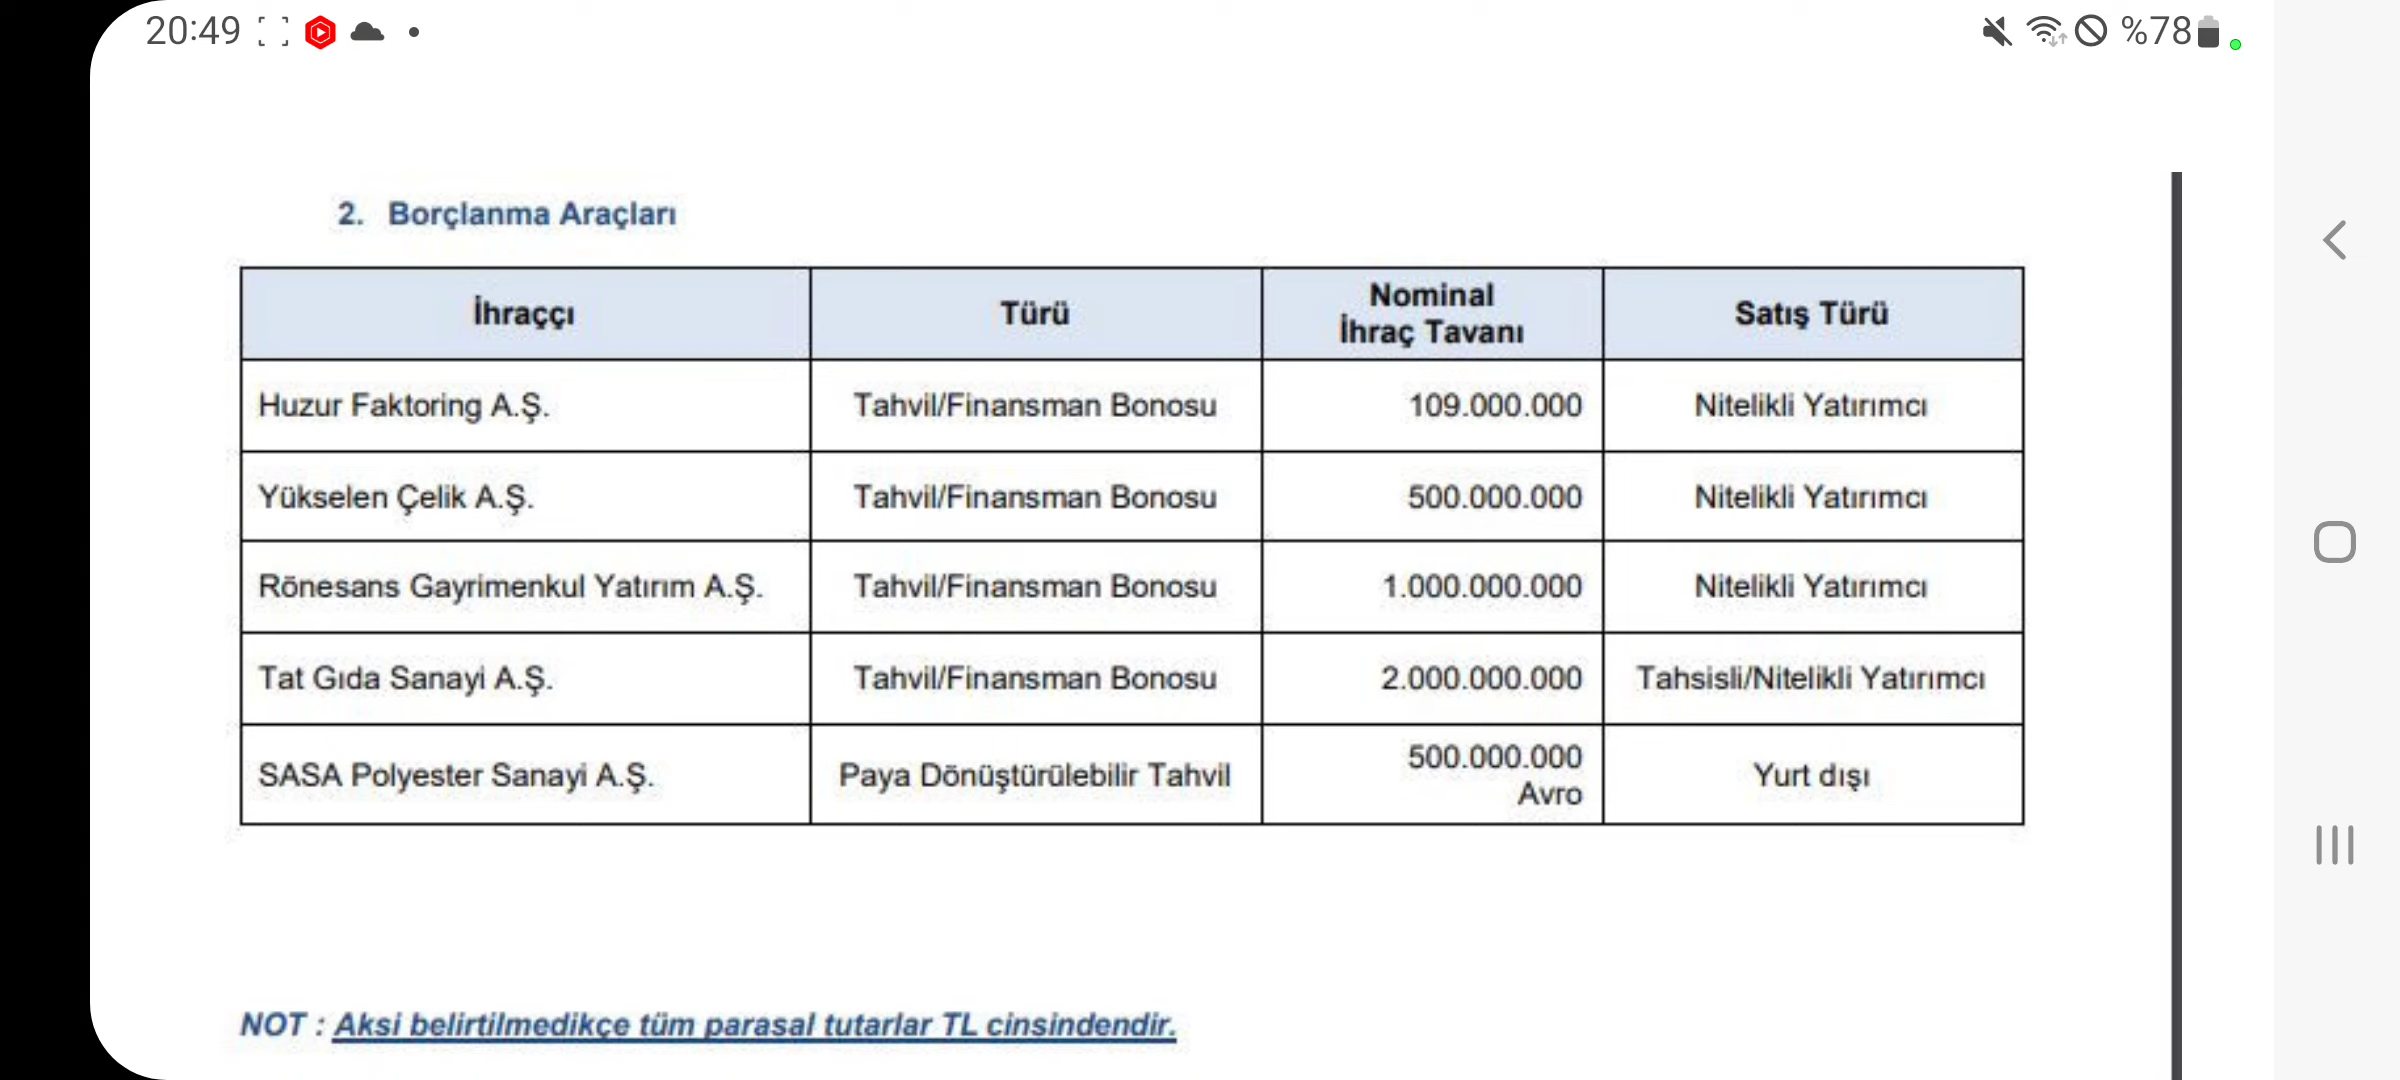 20:49 %78
2. Borçlanma Araçları
İhraççı Türü Nominal İhraç Tavanı Satış Türü
Huzur Faktoring A.Ş. Tahvil/Finansman Bonosu 109.000.000 Nitelikli Yatırımcı
Yükselen Çelik A.Ş. Tahvil/Finansman Bonosu 500.000.000 Nitelikli Yatırımcı
Rönesans Gayrimenkul Yatırım A.Ş. Tahvil/Finansman Bonosu 1.000.000.000 Nitelikli Yatırımcı
Tat Gıda Sanayi A.Ş. Tahvil/Finansman Bonosu 2.000.000.000 Tahsisli/Nitelikli Yatırımcı
SASA Polyester Sanayi A.Ş. Paya Dönüştürülebilir Tahvil 500.000.000 Avro Yurt dışı
NOT : Aksi belirtilmedikçe tüm parasal tutarlar TL cinsindendir.